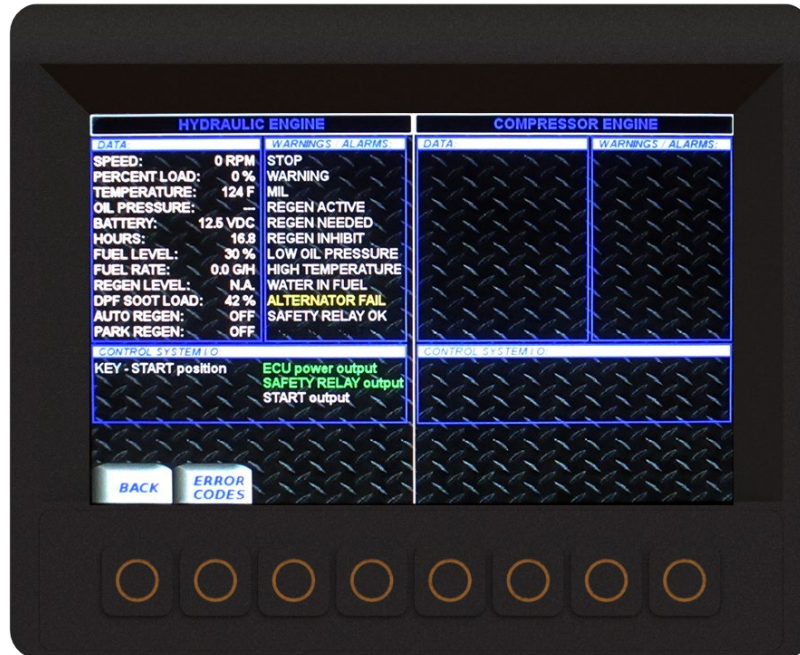 HYDRAULIC ENGINE
DATA
SPEED: 0 RPM
PERCENT LOAD: 0 %
TEMPERATURE: 124 F
OIL PRESSURE: ---
BATTERY: 12.5 VDC
HOURS: 16.8
FUEL LEVEL: 30 %
FUEL RATE: 0.0 G/H
REGEN LEVEL: N.A.
DPF SOOT LOAD: 42 %
AUTO REGEN: OFF
PARK REGEN: OFF
WARNINGS / ALARMS:
STOP
WARNING
MIL
REGEN ACTIVE
REGEN NEEDED
REGEN INHIBIT
LOW OIL PRESSURE
HIGH TEMPERATURE
WATER IN FUEL
ALTERNATOR FAIL
SAFETY RELAY OK
CONTROL SYSTEM I O:
KEY - START position
ECU power output
SAFETY RELAY output
START output
COMPRESSOR ENGINE
DATA:
WARNINGS / ALARMS:
CONTROL SYSTEM I O:
BACK
ERROR
CODES